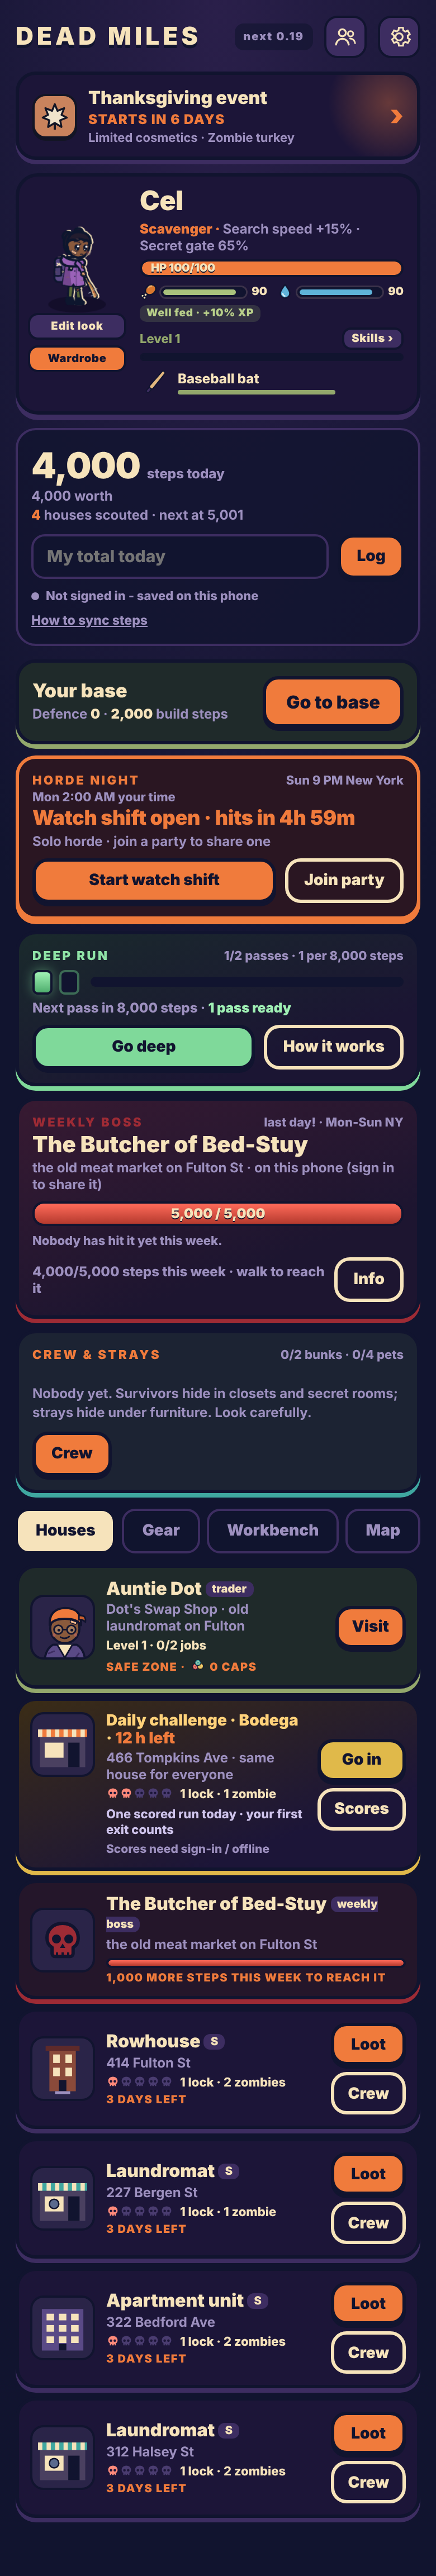 DEAD MILES
next 0.19
Thanksgiving event
STARTS IN 6 DAYS
Limited cosmetics · Zombie turkey
›
Cel
Scavenger · Search speed +15% ·
Secret gate 65%
HP 100/100
90
90
Well fed · +10% XP
Edit look
Level 1
Skills ›
Wardrobe
Baseball bat
4,000 steps today
4,000 worth
4 houses scouted · next at 5,001
My total today
Log
Not signed in - saved on this phone
How to sync steps
Your base
Defence 0 · 2,000 build steps
Go to base
HORDE NIGHT
Sun 9 PM New York
Mon 2:00 AM your time
Watch shift open · hits in 4h 59m
Solo horde · join a party to share one
Start watch shift
Join party
DEEP RUN
1/2 passes · 1 per 8,000 steps
Next pass in 8,000 steps · 1 pass ready
Go deep
How it works
WEEKLY BOSS
last day! · Mon-Sun NY
The Butcher of Bed-Stuy
the old meat market on Fulton St · on this phone (sign in
to share it)
5,000 / 5,000
Nobody has hit it yet this week.
4,000/5,000 steps this week · walk to reach
it
Info
CREW & STRAYS
0/2 bunks · 0/4 pets
Nobody yet. Survivors hide in closets and secret rooms;
strays hide under furniture. Look carefully.
Crew
Houses
Gear
Workbench
Map
Auntie Dot trader
Dot's Swap Shop · old
laundromat on Fulton
Level 1 · 0/2 jobs
SAFE ZONE · 0 CAPS
Visit
Daily challenge · Bodega
· 12 h left
466 Tompkins Ave · same
house for everyone
1 lock · 1 zombie
One scored run today · your first
exit counts
Scores need sign-in / offline
Go in
Scores
The Butcher of Bed-Stuy weekly
boss
the old meat market on Fulton St
1,000 MORE STEPS THIS WEEK TO REACH IT
Rowhouse S
414 Fulton St
1 lock · 2 zombies
3 DAYS LEFT
Loot
Crew
Laundromat S
227 Bergen St
1 lock · 1 zombie
3 DAYS LEFT
Loot
Crew
Apartment unit S
322 Bedford Ave
1 lock · 2 zombies
3 DAYS LEFT
Loot
Crew
Laundromat S
312 Halsey St
1 lock · 2 zombies
3 DAYS LEFT
Loot
Crew